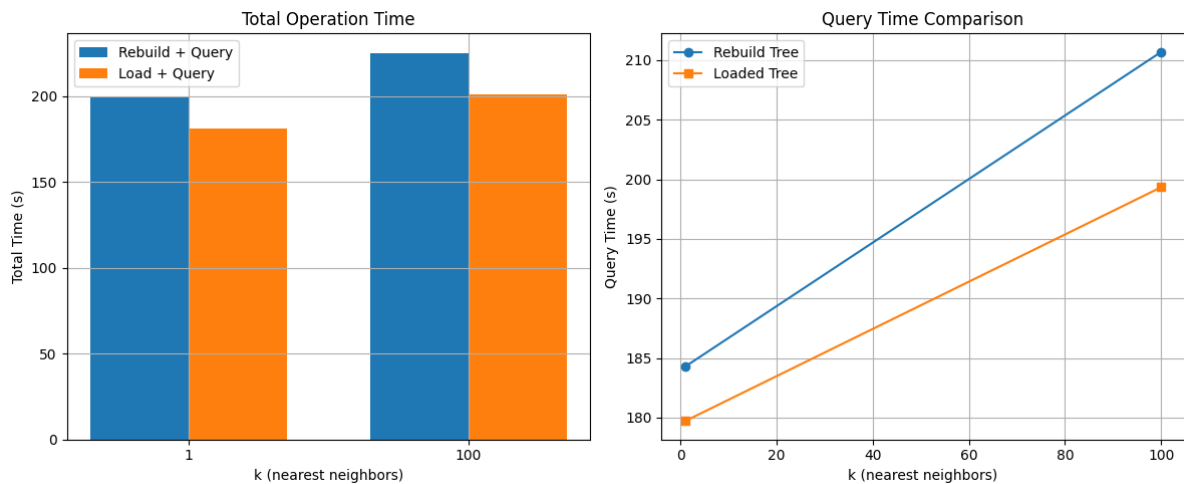 Total Operation Time
Rebuild + Query
Load + Query
200
150
100
50
0
Total Time (s)
1
100
k (nearest neighbors)
Query Time Comparison
Rebuild Tree
Loaded Tree
210
205
200
195
190
185
180
Query Time (s)
0
20
40
60
80
100
k (nearest neighbors)